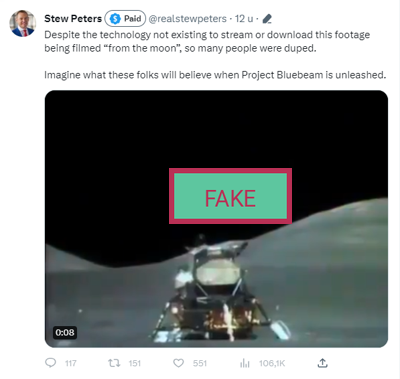 Stew Peters Paid @realstewpeters · 12 u ·
Despite the technology not existing to stream or download this footage
being filmed “from the moon”, so many people were duped.
Imagine what these folks will believe when Project Bluebeam is unleashed.
FAKE
0:08
117 151 551 106,1K